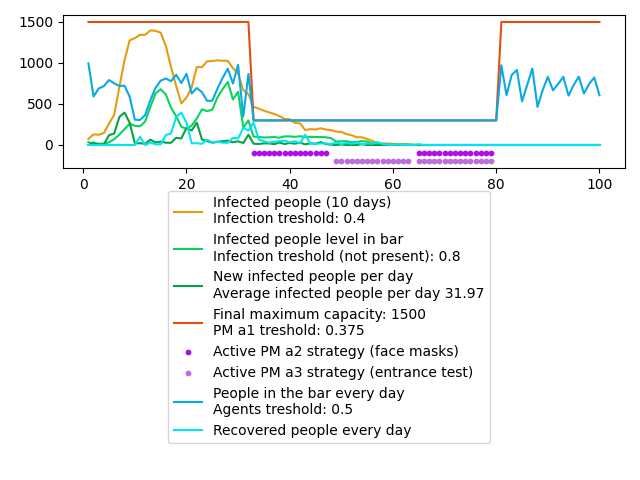 1500
1000
500
0
0 20 40 60 80 100
Infected people (10 days)
Infection treshold: 0.4
Infected people level in bar
Infection treshold (not present): 0.8
New infected people per day
Average infected people per day 31.97
Final maximum capacity: 1500
PM a1 treshold: 0.375
Active PM a2 strategy (face masks)
Active PM a3 strategy (entrance test)
People in the bar every day
Agents treshold: 0.5
Recovered people every day